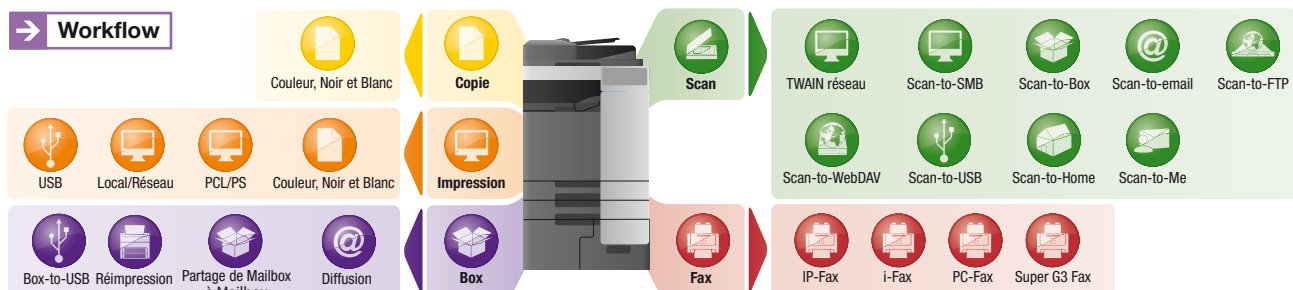 Workflow
Couleur, Noir et Blanc
Copie
Scan
TWAIN réseau
Scan-to-SMB
Scan-to-Box
Scan-to-email
Scan-to-FTP
USB
Local/Réseau
PCL/PS
Couleur, Noir et Blanc
Impression
Scan-to-WebDAV
Scan-to-USB
Scan-to-Home
Scan-to-Me
Box-to-USB
Réimpression
Partage de Mailbox
à Mailbox
Diffusion
Box
Fax
IP-Fax
i-Fax
PC-Fax
Super G3 Fax